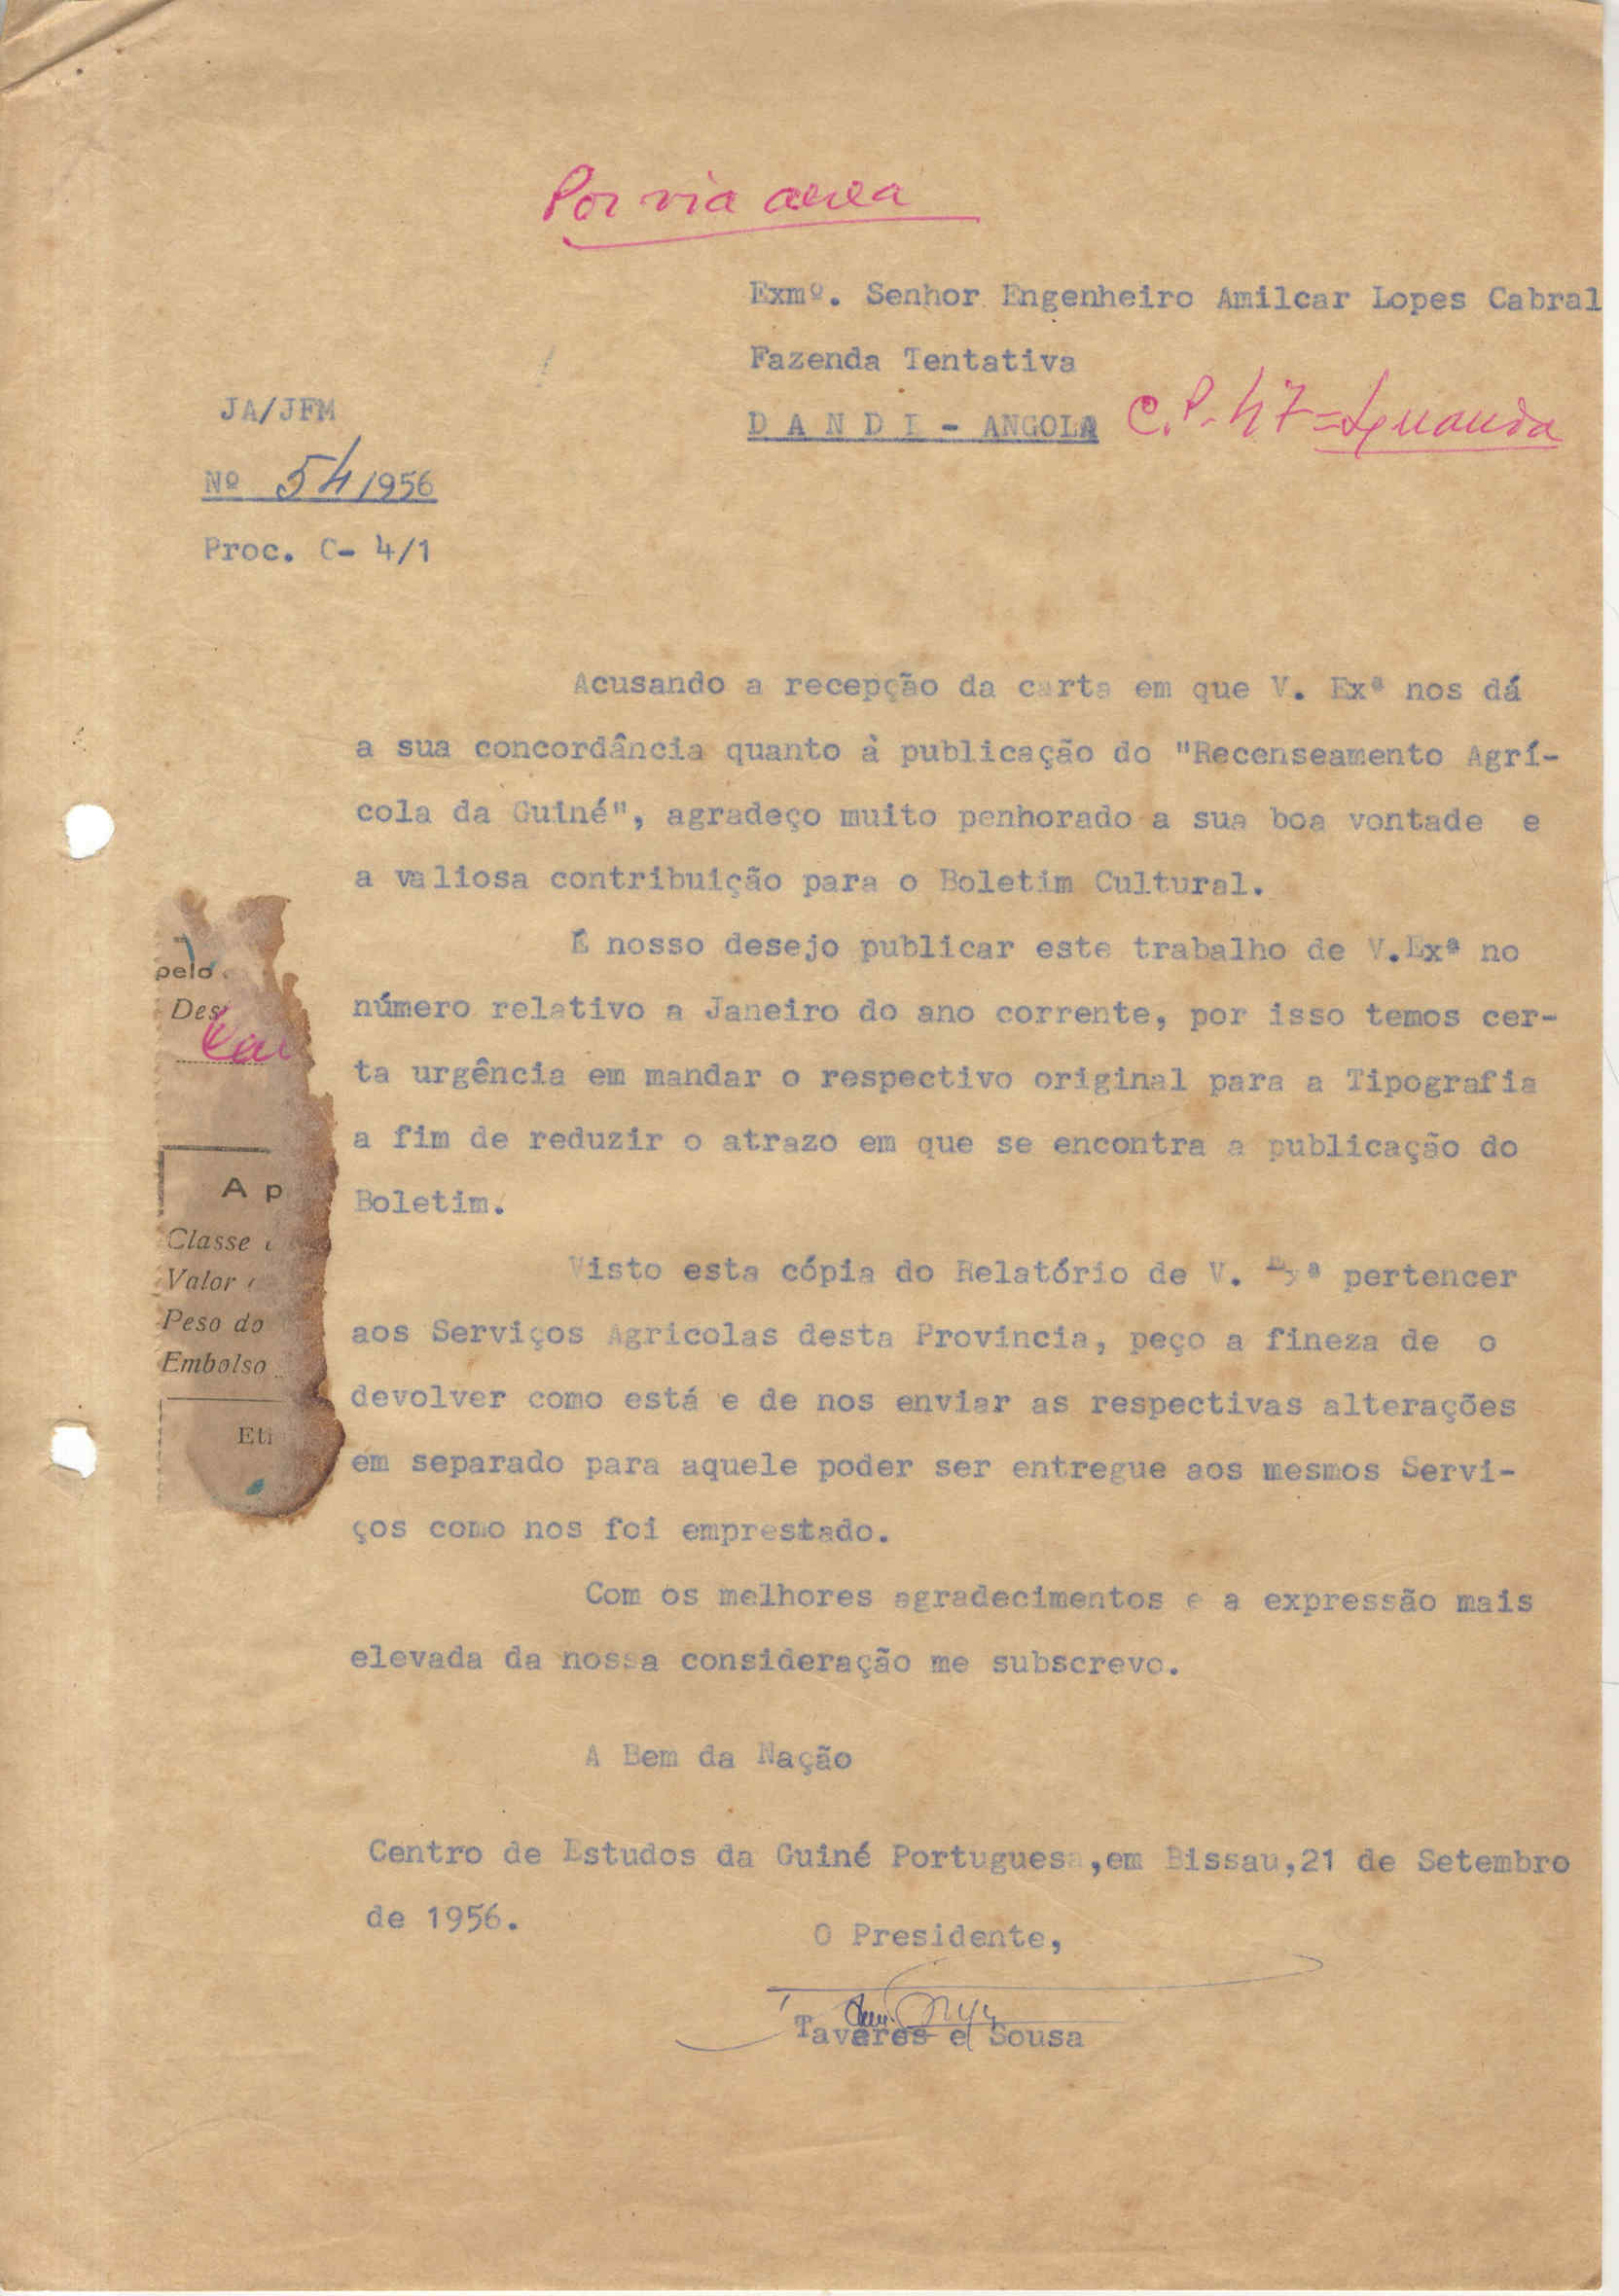 Por via aerea
Exmº. Senhor Engenheiro Amilcar Lopes Cabral
Fazenda Tentativa
D A N D I - ANGOLA C.P- 47 = Luanda
JA/JFM
Nº 54/1956
Proc. C- 4/1
Acusando a recepção da carta em que V. Exª nos dá
a sua concordância quanto à publicação do "Recenseamento Agrí-
cola da Guiné", agradeço muito penhorado a sua boa vontade e
a valiosa contribuição para o Boletim Cultural.
É nosso desejo publicar este trabalho de V.Exª no
número relativo a Janeiro do ano corrente, por isso temos cer-
ta urgência em mandar o respectivo original para a Tipografia
a fim de reduzir o atrazo em que se encontra a publicação do
Boletim.
Visto esta cópia do Relatório de V. Exª pertencer
aos Serviços Agricolas desta Provincia, peço a fineza de o
devolver como está e de nos enviar as respectivas alterações
em separado para aquele poder ser entregue aos mesmos Servi-
ços como nos foi emprestado.
Com os melhores agradecimentos e a expressão mais
elevada da nossa consideração me subscrevo.
A Bem da Nação
Centro de Estudos da Guiné Portuguesa,em Bissau,21 de Setembro
de 1956.
O Presidente,
Tavares e Sousa
pelo
Des
A p
Classe
Valor
Peso do
Embolso
Eti